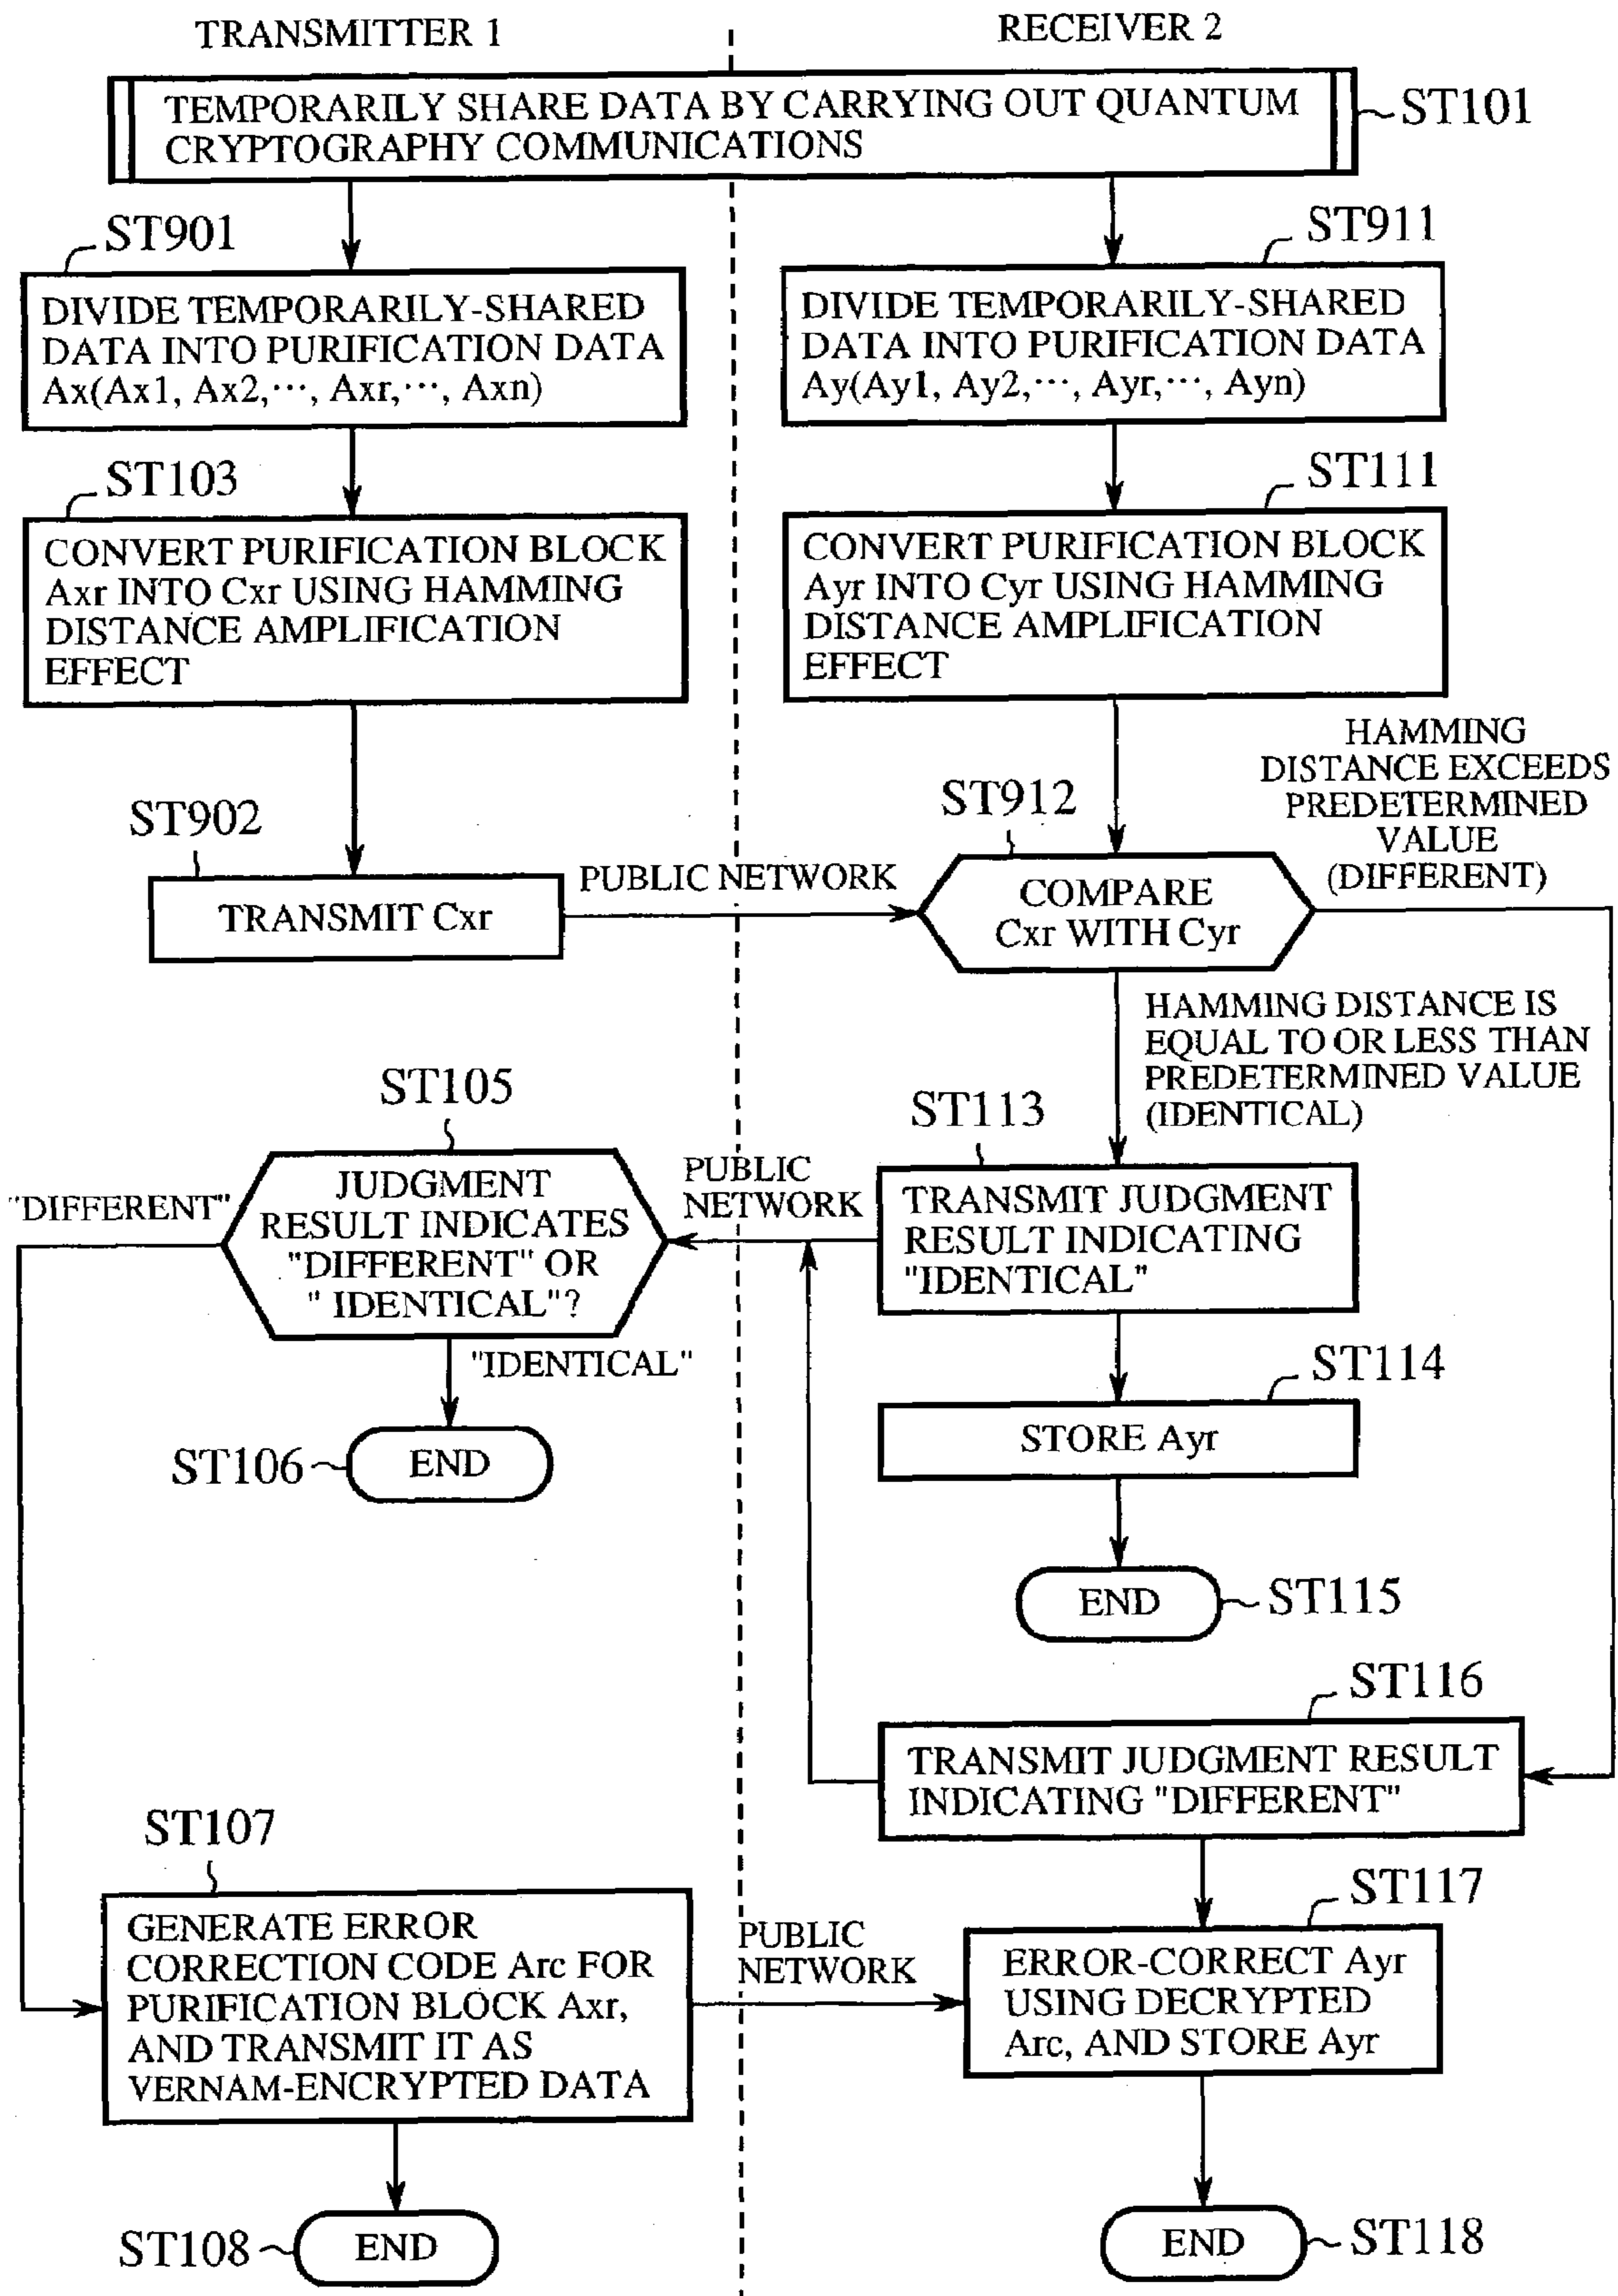 TRANSMITTER 1
RECEIVER 2
TEMPORARILY SHARE DATA BY CARRYING OUT QUANTUM
CRYPTOGRAPHY COMMUNICATIONS
ST101
ST901
DIVIDE TEMPORARILY-SHARED
DATA INTO PURIFICATION DATA
Ax(Ax1, Ax2,···, Axr,···, Axn)
ST911
DIVIDE TEMPORARILY-SHARED
DATA INTO PURIFICATION DATA
Ay(Ay1, Ay2,···, Ayr,···, Ayn)
ST103
CONVERT PURIFICATION BLOCK
Axr INTO Cxr USING HAMMING
DISTANCE AMPLIFICATION
EFFECT
ST111
CONVERT PURIFICATION BLOCK
Ayr INTO Cyr USING HAMMING
DISTANCE AMPLIFICATION
EFFECT
HAMMING
DISTANCE EXCEEDS
PREDETERMINED
VALUE
(DIFFERENT)
ST902
TRANSMIT Cxr
PUBLIC NETWORK
ST912
COMPARE
Cxr WITH Cyr
HAMMING DISTANCE IS
EQUAL TO OR LESS THAN
PREDETERMINED VALUE
(IDENTICAL)
ST105
JUDGMENT
RESULT INDICATES
"DIFFERENT" OR
" IDENTICAL"?
"DIFFERENT"
"IDENTICAL"
PUBLIC
NETWORK
ST113
TRANSMIT JUDGMENT
RESULT INDICATING
"IDENTICAL"
ST106
END
ST114
STORE Ayr
END
ST115
ST116
TRANSMIT JUDGMENT RESULT
INDICATING "DIFFERENT"
ST107
GENERATE ERROR
CORRECTION CODE Arc FOR
PURIFICATION BLOCK Axr,
AND TRANSMIT IT AS
VERNAM-ENCRYPTED DATA
PUBLIC
NETWORK
ST117
ERROR-CORRECT Ayr
USING DECRYPTED
Arc, AND STORE Ayr
ST108
END
END
ST118